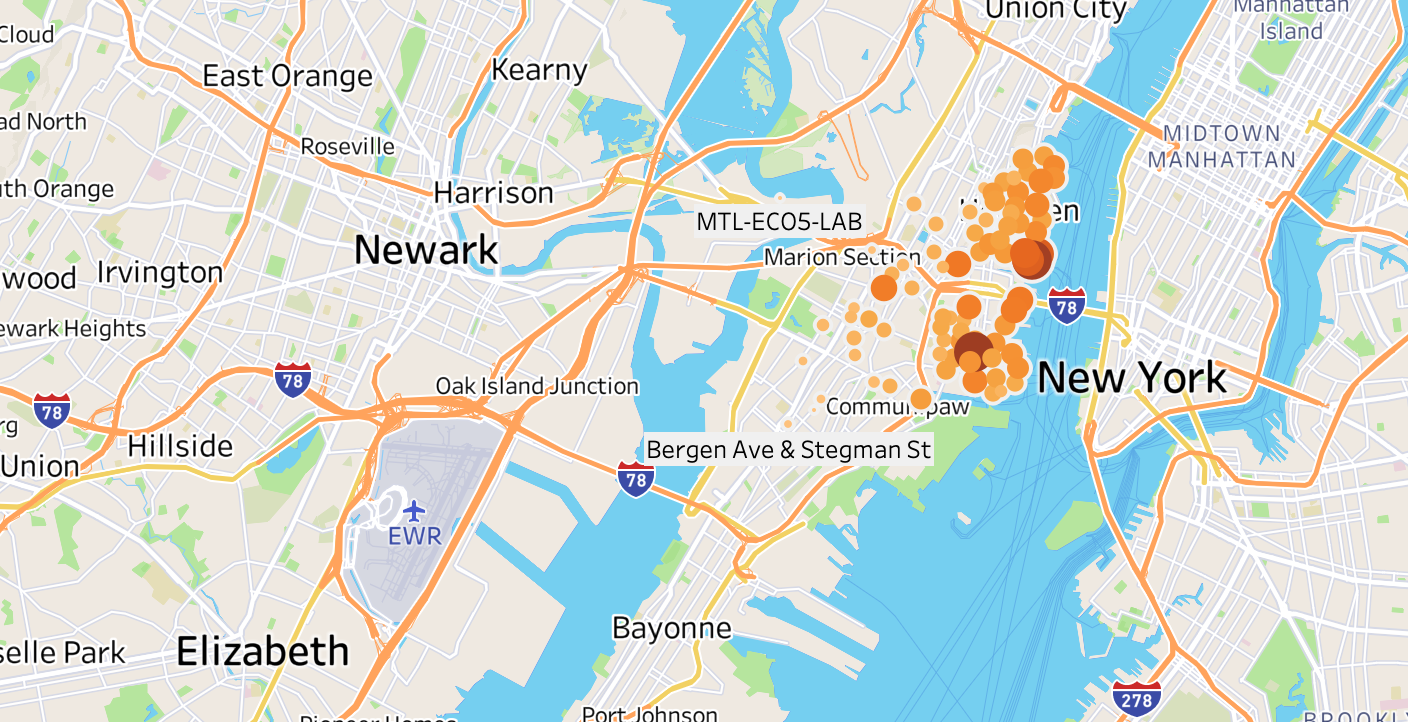 Cloud
East Orange
Kearny
Union City
Manhattan
Island
ad North
Roseville
MIDTOWN
MANHATTAN
uth Orange
Harrison
en
MTL-ECO5-LAB
Newark
Marion Section
wood
Irvington
ewark Heights
78
78
78
New York
Oak Island Junction
rg
Communipaw
Hillside
Bergen Ave & Stegman St
Union
78
EWR
Bayonne
selle Park
Elizabeth
278
Port Johnson